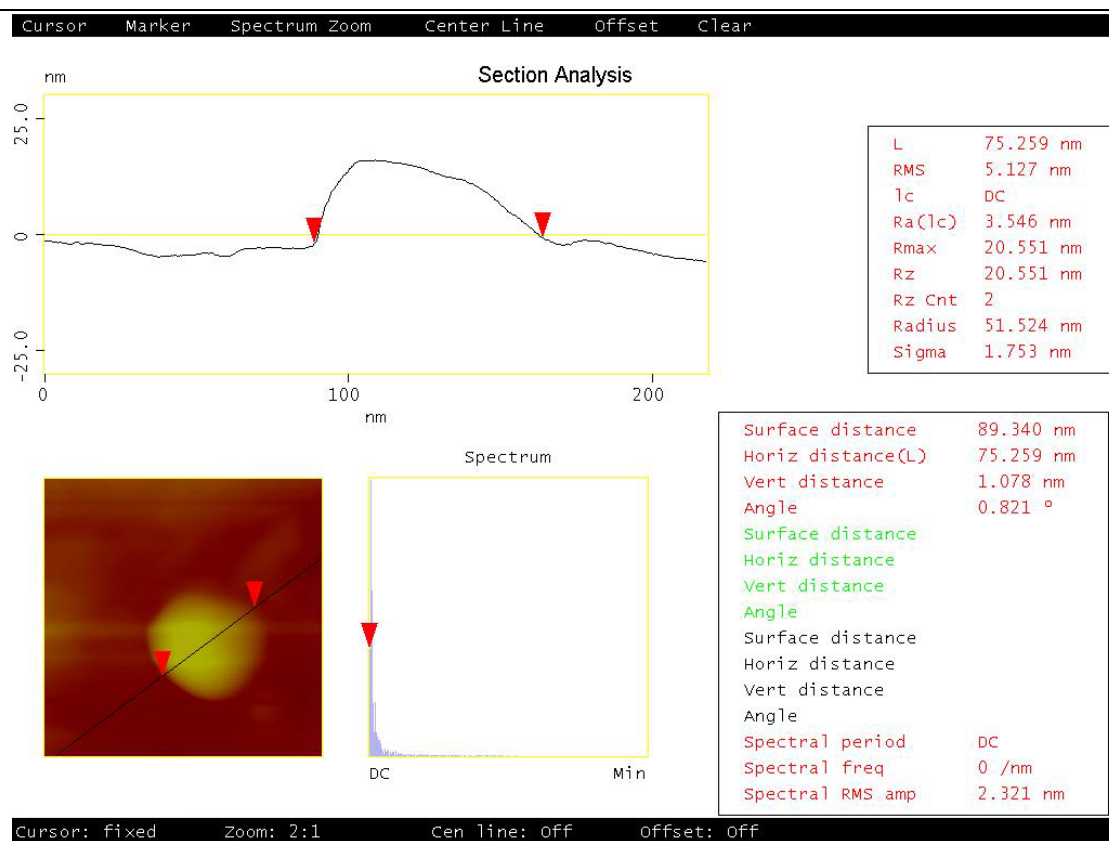 Cursor Marker Spectrum Zoom Center Line Offset Clear
nm
Section Analysis
25.0
0
-25.0
0 100 200
nm
L 75.259 nm
RMS 5.127 nm
lc DC
Ra(lc) 3.546 nm
Rmax 20.551 nm
Rz 20.551 nm
Rz Cnt 2
Radius 51.524 nm
Sigma 1.753 nm
Spectrum
DC Min
Surface distance 89.340 nm
Horiz distance(L) 75.259 nm
Vert distance 1.078 nm
Angle 0.821 º
Surface distance
Horiz distance
Vert distance
Angle
Surface distance
Horiz distance
Vert distance
Angle
Spectral period DC
Spectral freq 0 /nm
Spectral RMS amp 2.321 nm
Cursor: fixed Zoom: 2:1 Cen line: Off Offset: Off